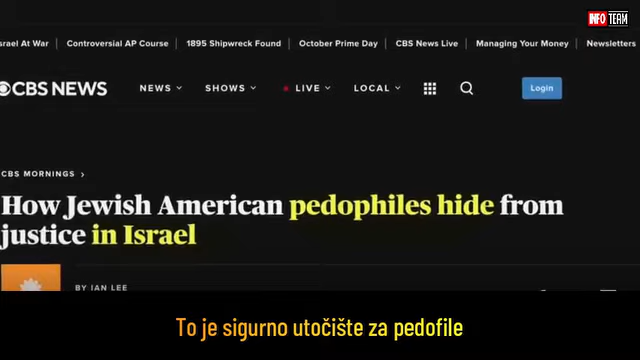 INFO TEAM
srael At War | Controversial AP Course | 1895 Shipwreck Found | October Prime Day | CBS News Live | Managing Your Money | Newsletters
CBS NEWS NEWS SHOWS LIVE LOCAL Login
CBS MORNINGS >
How Jewish American pedophiles hide from
justice in Israel
BY IAN LEE
To je sigurno utočište za pedofile